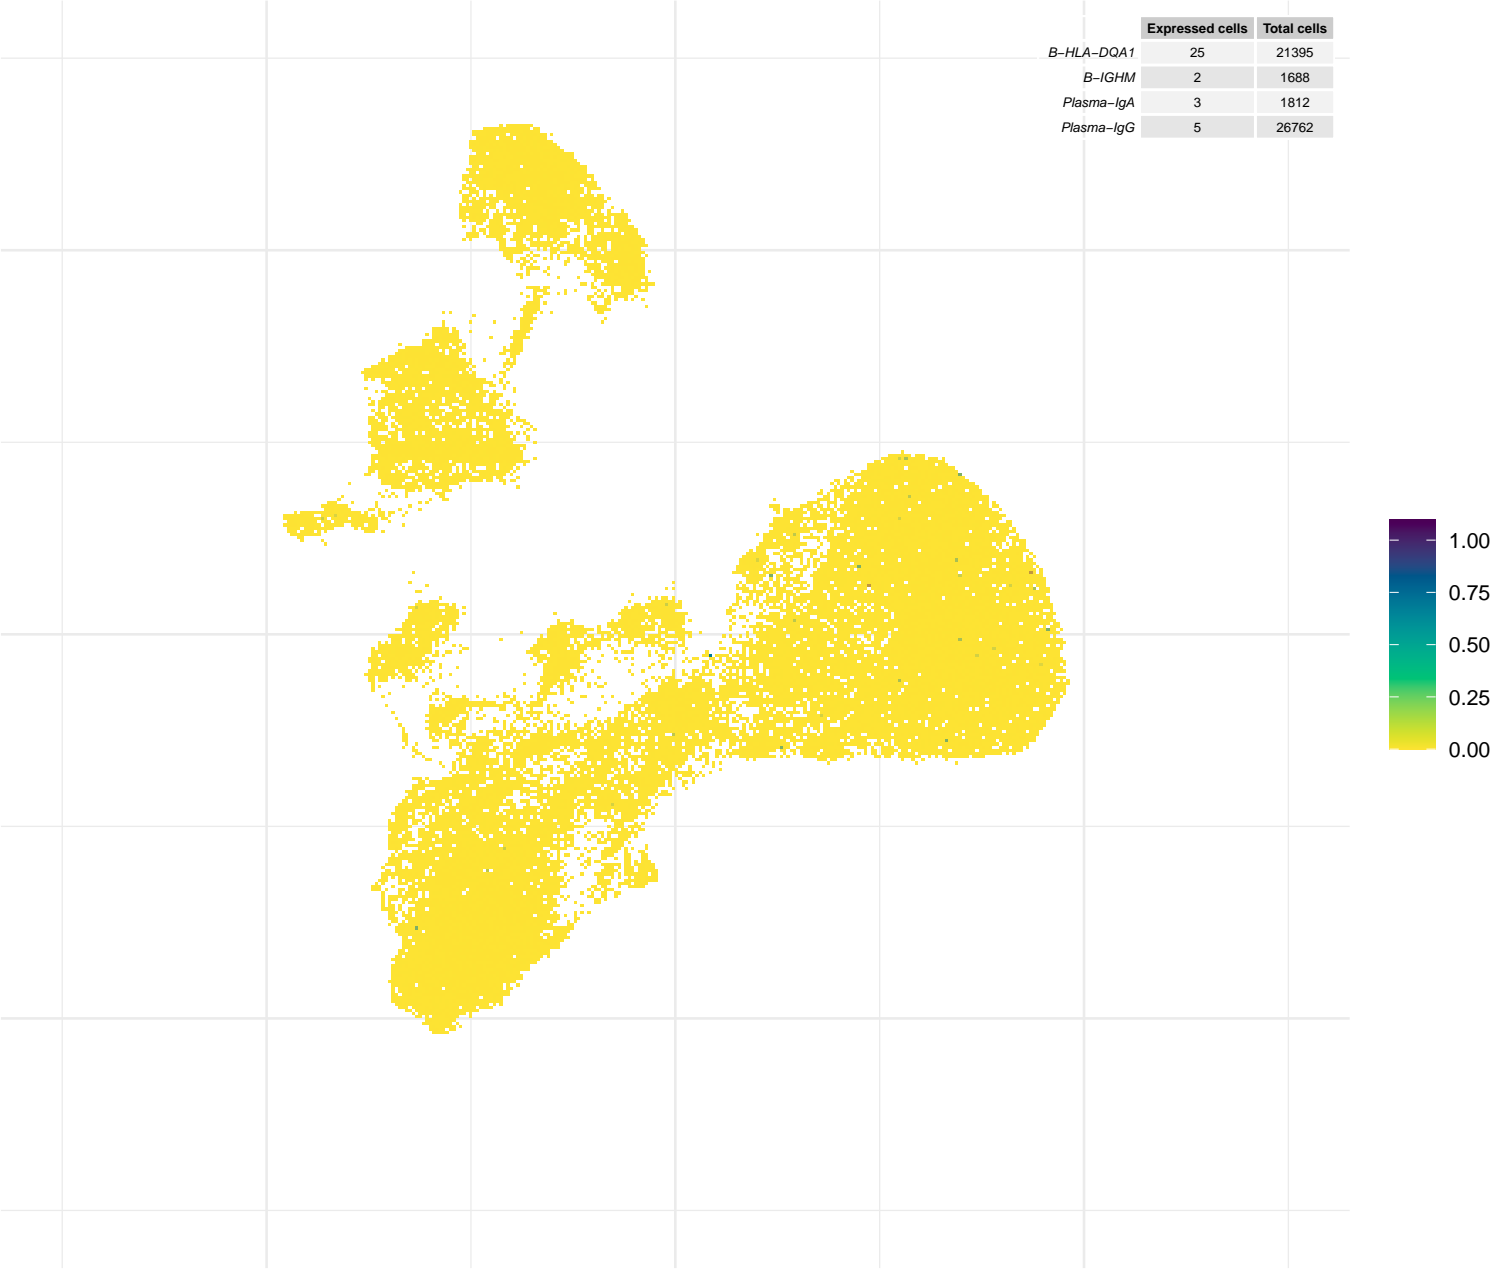 Expressed cells Total cells
B−HLA−DQA1 25 21395
B−IGHM 2 1688
Plasma−IgA 3 1812
Plasma−IgG 5 26762
1.00
0.75
0.50
0.25
0.00